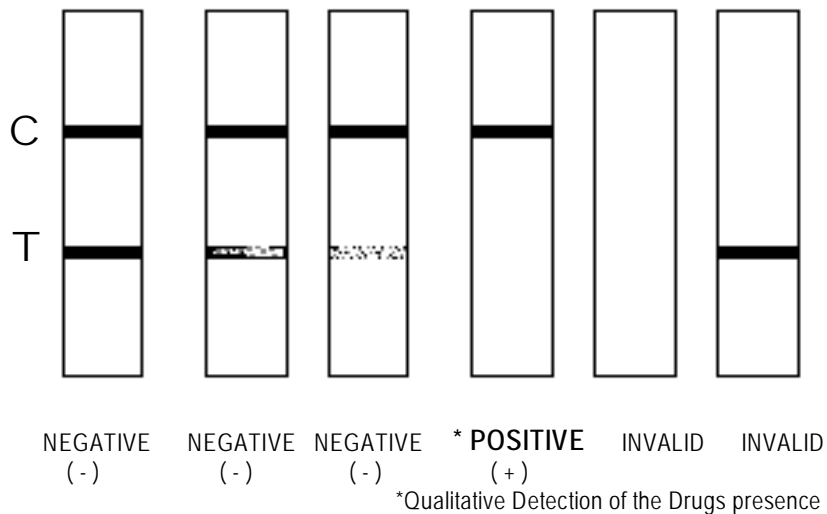 C
T
NEGATIVE NEGATIVE NEGATIVE * POSITIVE INVALID INVALID
(-) (-) (-) (+)
*Qualitative Detection of the Drugs presence